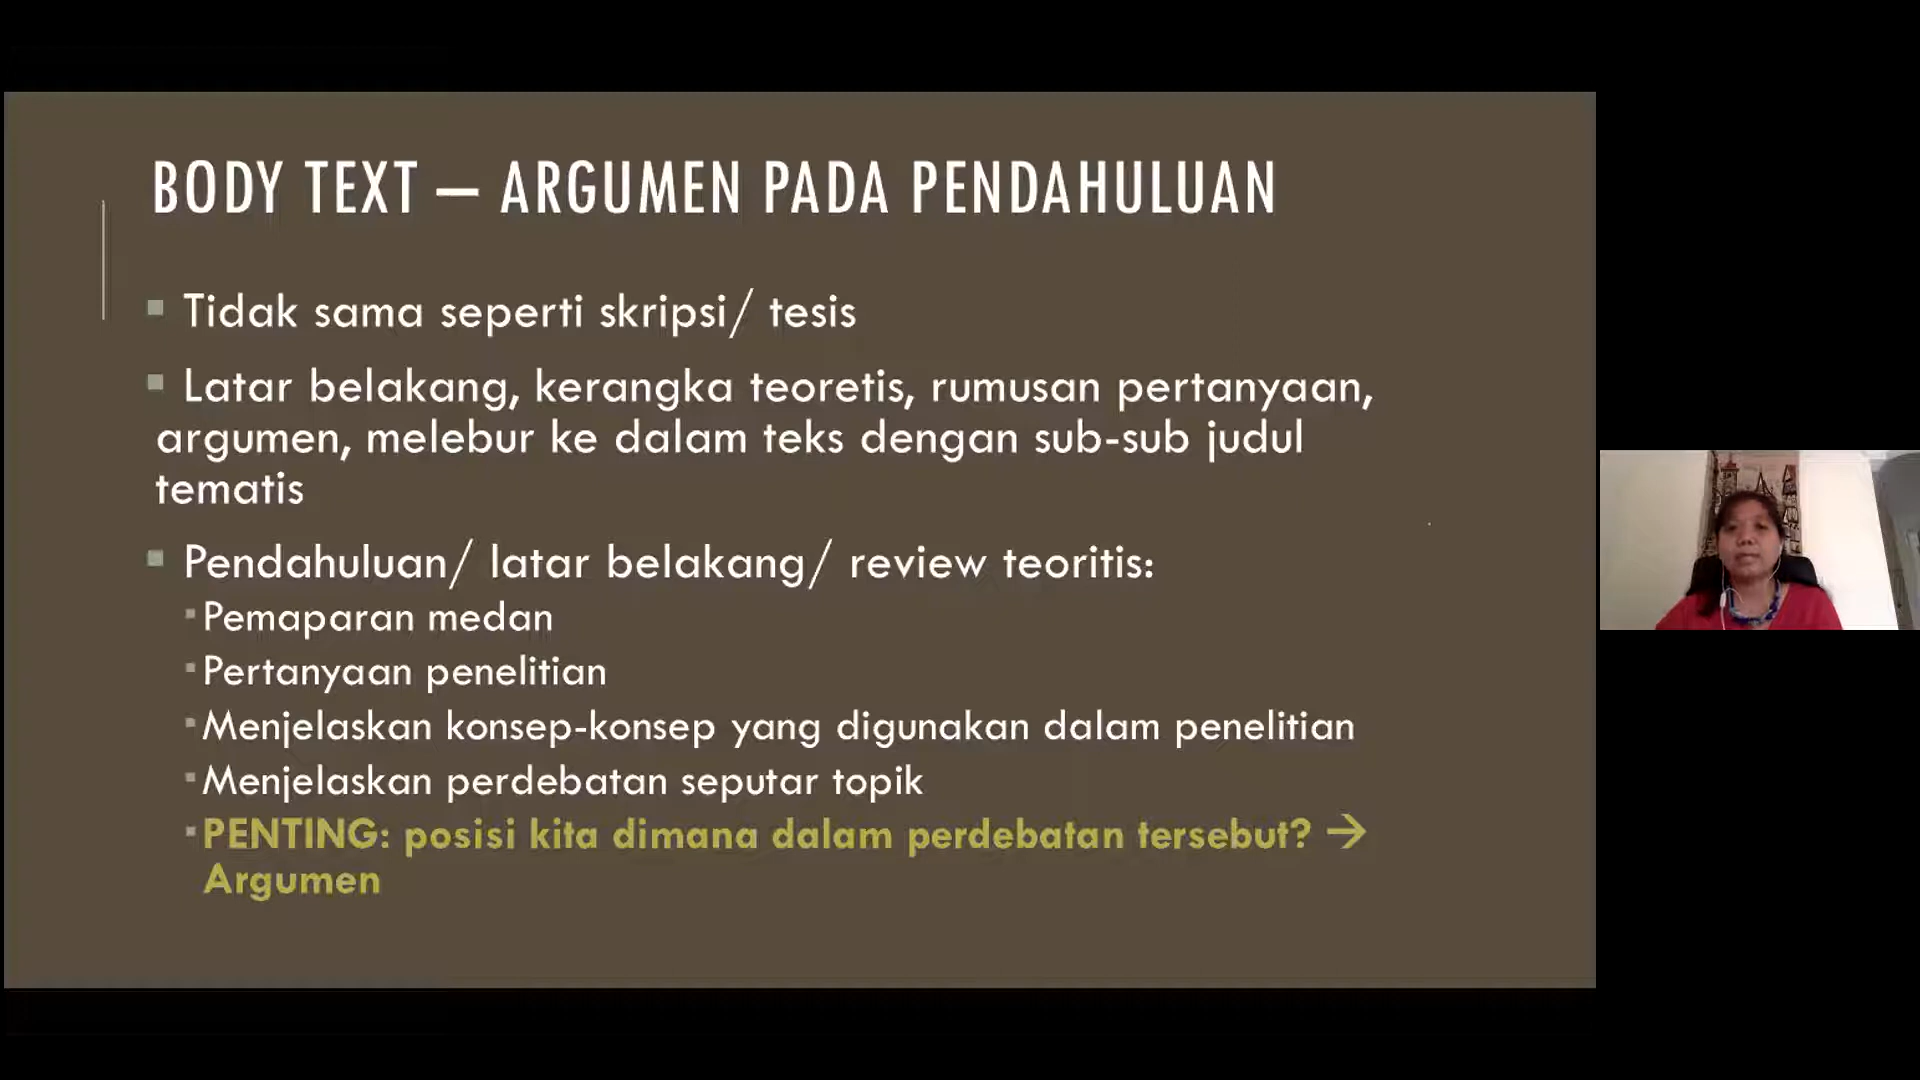 BODY TEXT – ARGUMEN PADA PENDAHULUAN
Tidak sama seperti skripsi/ tesis
Latar belakang, kerangka teoretis, rumusan pertanyaan,
argumen, melebur ke dalam teks dengan sub-sub judul
tematis
Pendahuluan/ latar belakang/ review teoritis:
Pemaparan medan
Pertanyaan penelitian
Menjelaskan konsep-konsep yang digunakan dalam penelitian
Menjelaskan perdebatan seputar topik
PENTING: posisi kita dimana dalam perdebatan tersebut? →
Argumen